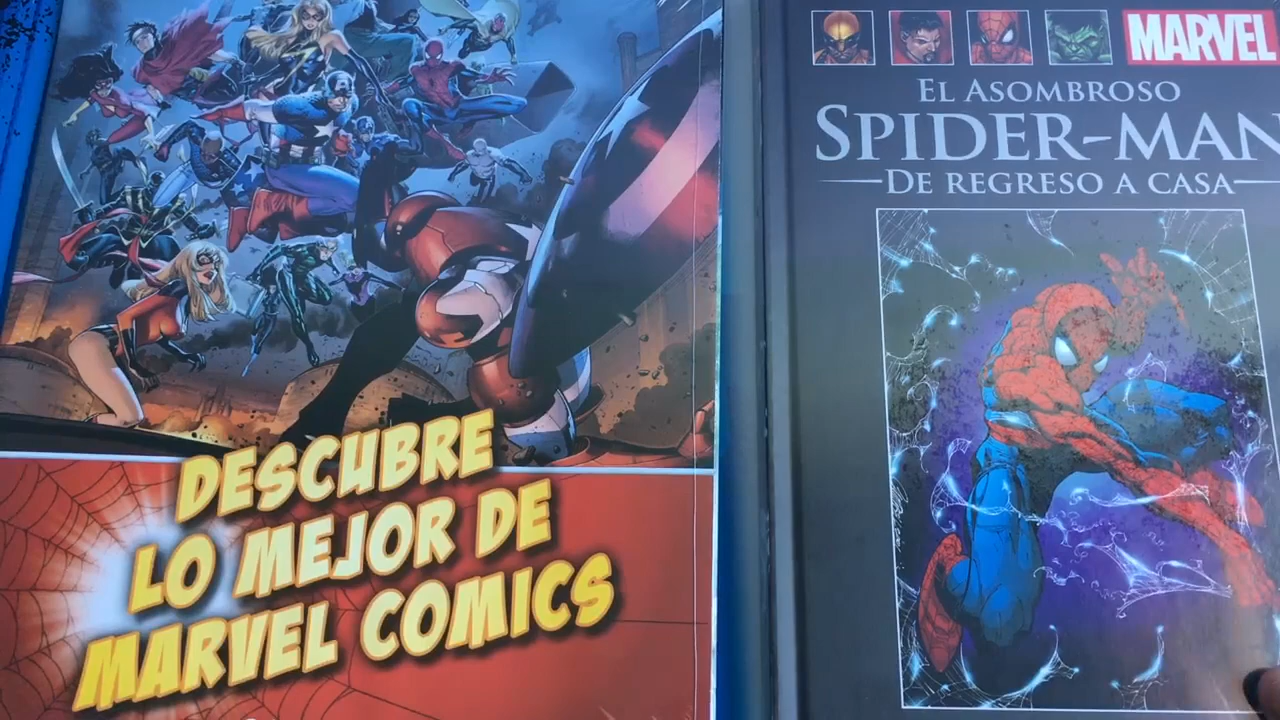 DESCUBRE
LO MEJOR DE
MARVEL COMICS
MARVEL
EL ASOMBROSO
SPIDER-MAN
DE REGRESO A CASA